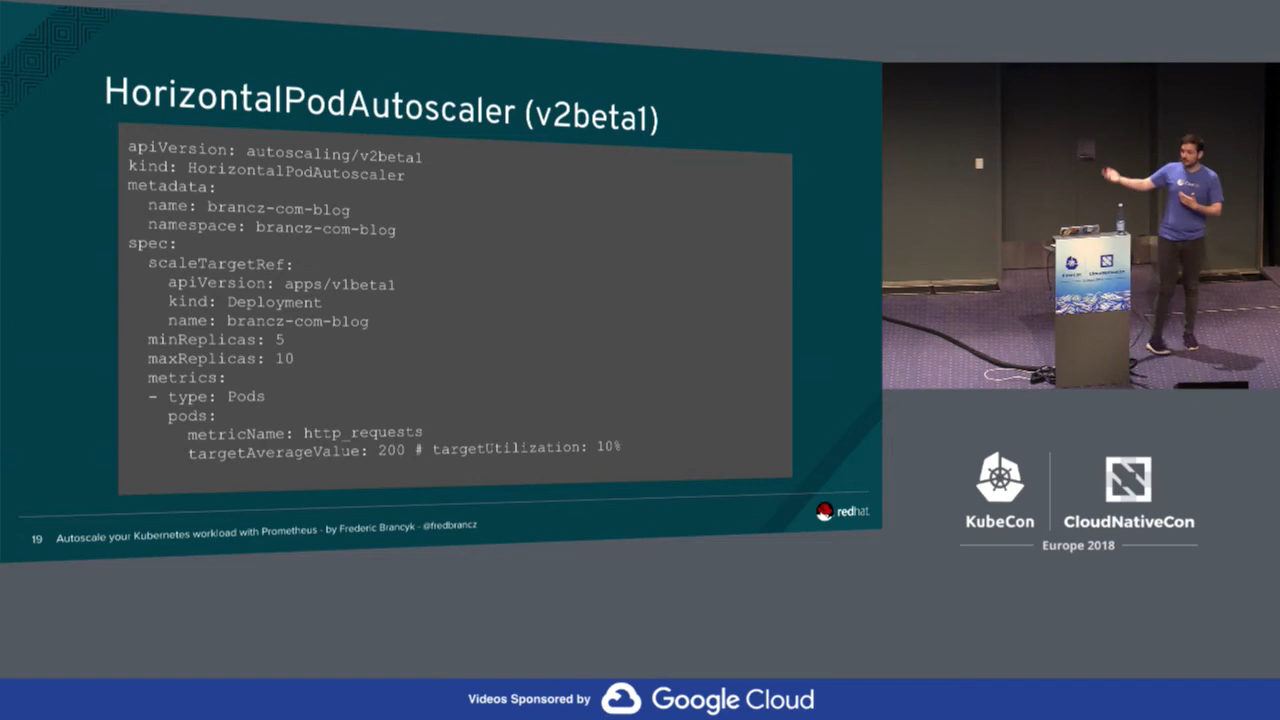 HorizontalPodAutoscaler (v2beta1)
apiVersion: autoscaling/v2beta1
kind: HorizontalPodAutoscaler
metadata:
  name: brancz-com-blog
  namespace: brancz-com-blog
spec:
  scaleTargetRef:
    apiVersion: apps/v1beta1
    kind: Deployment
    name: brancz-com-blog
  minReplicas: 5
  maxReplicas: 10
  metrics:
  - type: Pods
    pods:
      metricName: http_requests
      targetAverageValue: 200 # targetUtilization: 10%
19 Autoscale your Kubernetes workload with Prometheus - by Frederic Brancyk - @fredbrancz
redhat.
KubeCon
CloudNativeCon
Europe 2018
Videos Sponsored by Google Cloud